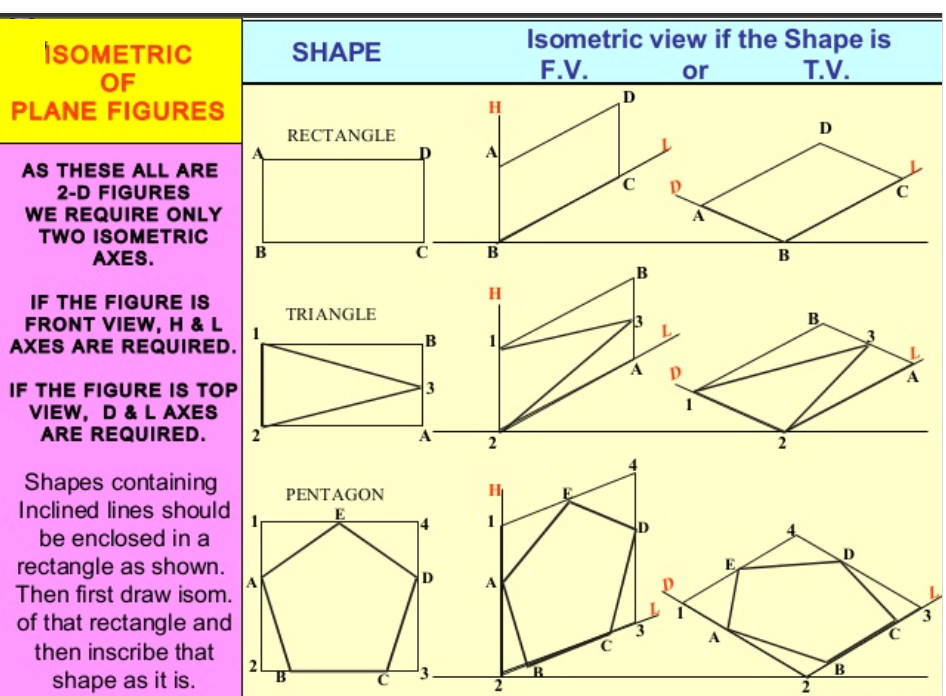 ISOMETRIC
OF
PLANE FIGURES
AS THESE ALL ARE
2-D FIGURES
WE REQUIRE ONLY
TWO ISOMETRIC
AXES.
IF THE FIGURE IS
FRONT VIEW, H & L
AXES ARE REQUIRED.
IF THE FIGURE IS TOP
VIEW, D & L AXES
ARE REQUIRED.
Shapes containing
Inclined lines should
be enclosed in a
rectangle as shown.
Then first draw isom.
of that rectangle and
then inscribe that
shape as it is.
SHAPE
Isometric view if the Shape is
F.V. or T.V.
RECTANGLE
A D
B C
H
D
A
L
C
B
D
L
D
C
A
B
TRIANGLE
1 B
3
2 A
H
B
3
1
L
A
2
B
3
L
D
A
1
2
PENTAGON
E
1 4
A D
2 B C 3
4
H
E
1
D
A
L
3
C
B
2
4
D
E
D
L
1
3
A
C
B
2